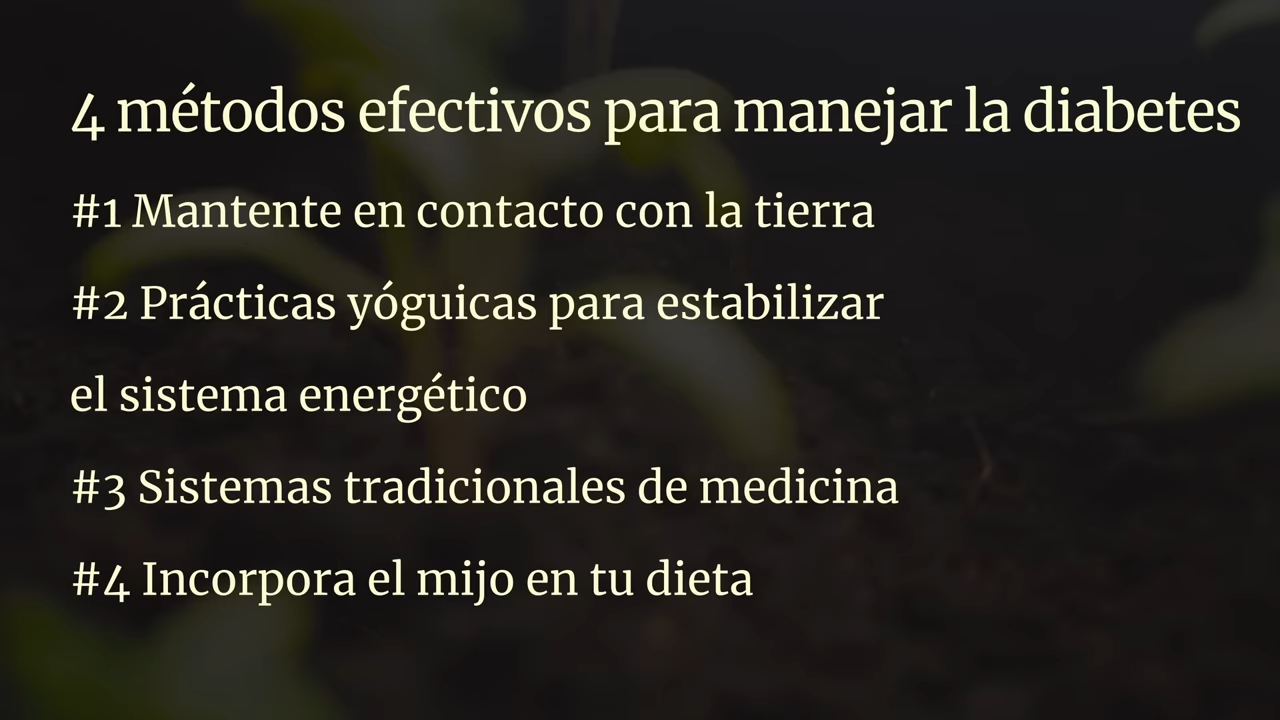 4 métodos efectivos para manejar la diabetes
#1 Mantente en contacto con la tierra
#2 Prácticas yóguicas para estabilizar
el sistema energético
#3 Sistemas tradicionales de medicina
#4 Incorpora el mijo en tu dieta